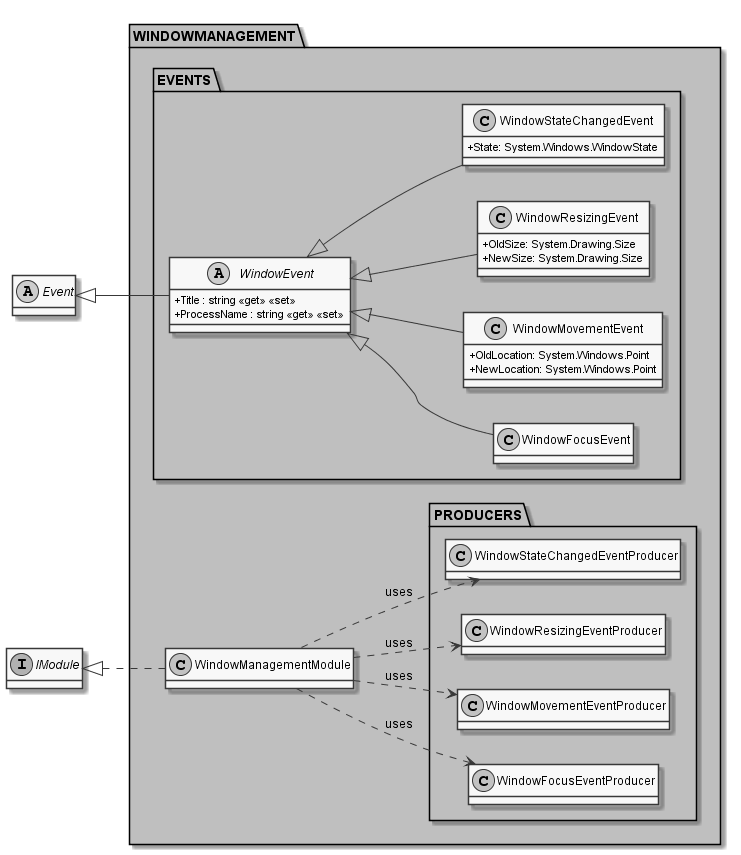 WINDOWMANAGEMENT
EVENTS
C WindowStateChangedEvent
+State: System.Windows.WindowState
C WindowResizingEvent
+OldSize: System.Drawing.Size
+NewSize: System.Drawing.Size
A Event
A WindowEvent
+Title : string «get» «set»
+ProcessName : string «get» «set»
C WindowMovementEvent
+OldLocation: System.Windows.Point
+NewLocation: System.Windows.Point
C WindowFocusEvent
PRODUCERS
C WindowStateChangedEventProducer
uses
C WindowResizingEventProducer
uses
I IModule
C WindowManagementModule
uses
C WindowMovementEventProducer
uses
C WindowFocusEventProducer